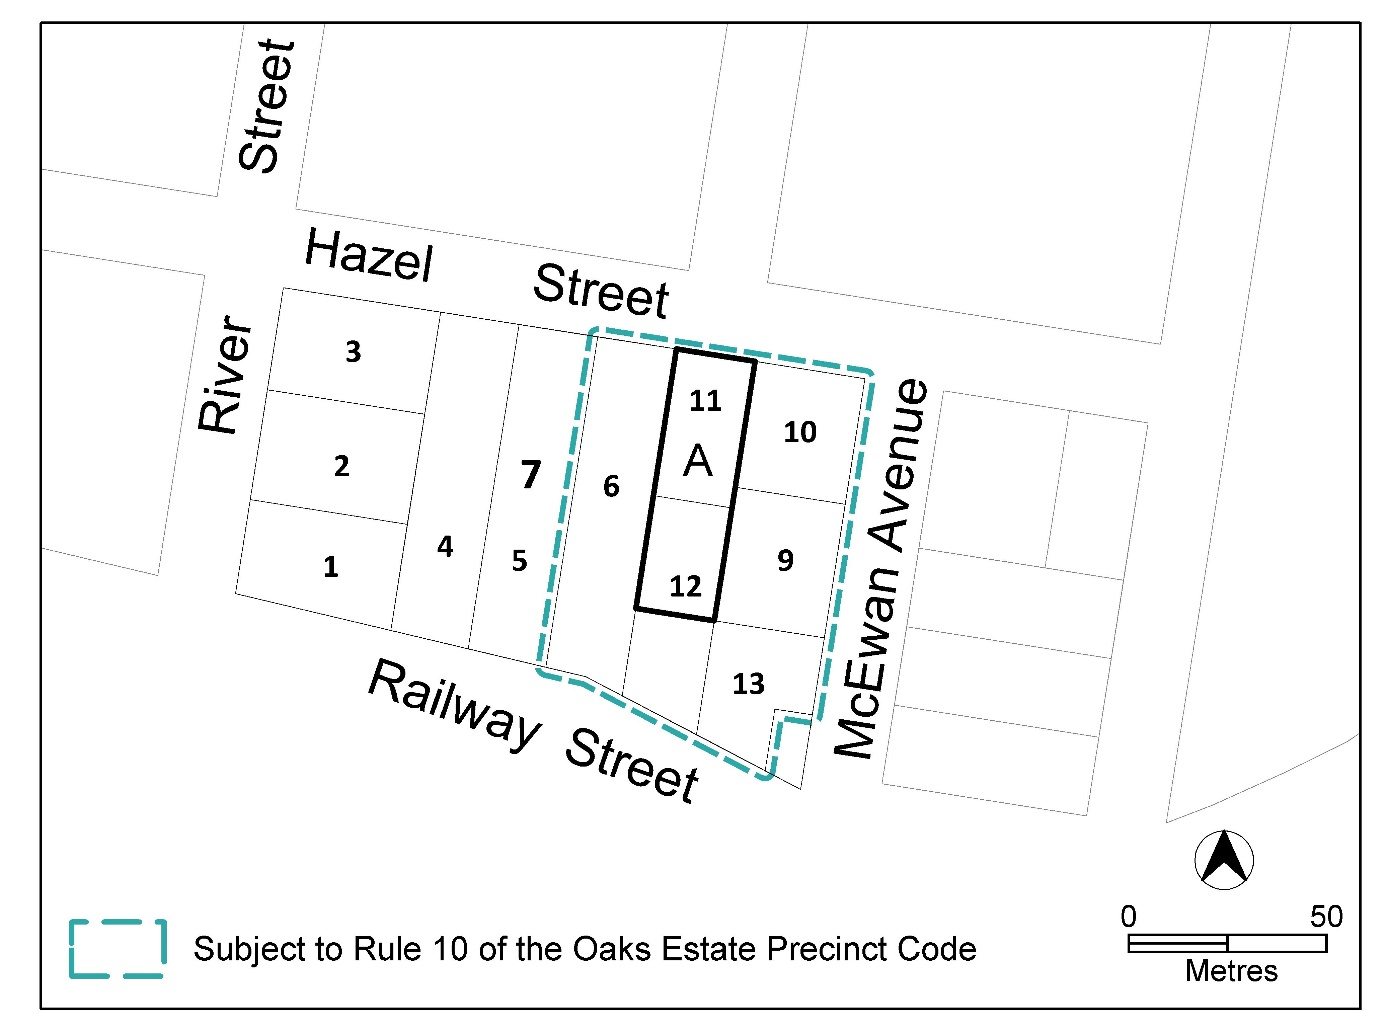 Street
Hazel Street
River
3
11
10
A
2
7
6
4
5
9
1
12
13
McEwan Avenue
Railway Street
0 50
Metres
Subject to Rule 10 of the Oaks Estate Precinct Code